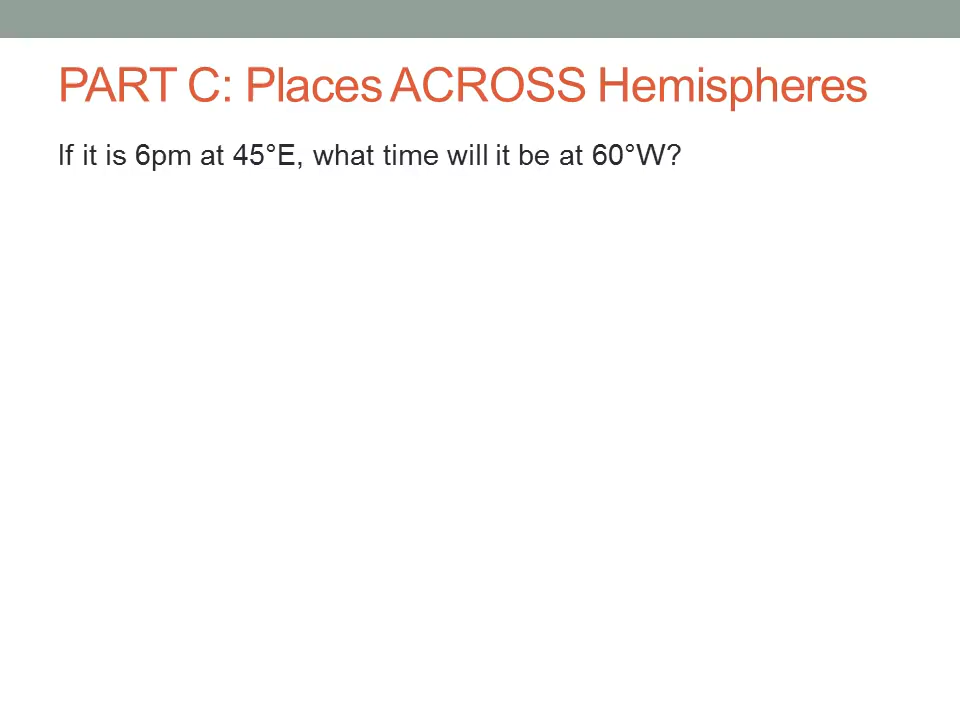 PART C: Places ACROSS Hemispheres
If it is 6pm at 45°E, what time will it be at 60°W?